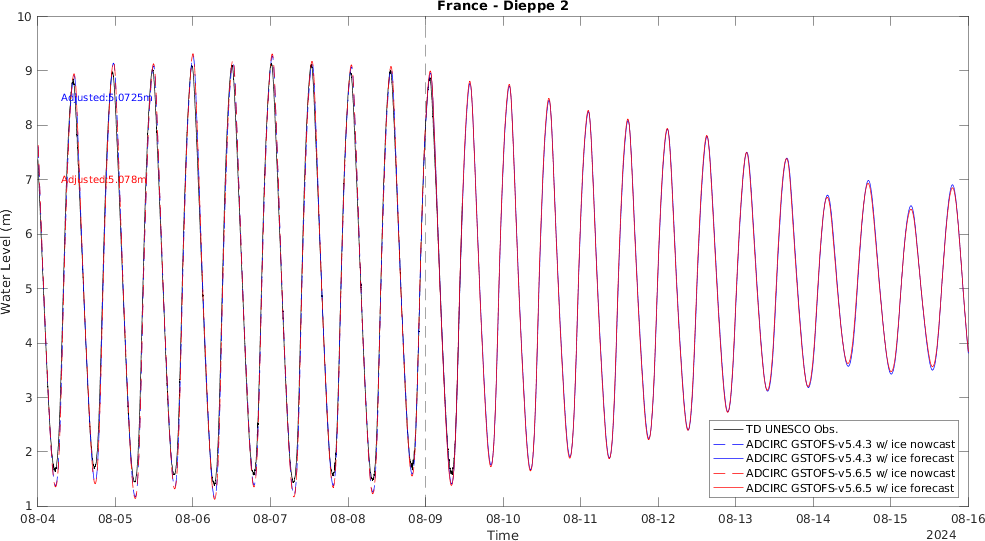 France - Dieppe 2
Water Level (m)
10
9
8
7
6
5
4
3
2
1
Adjusted:5.0725m
Adjusted:5.078m
TD UNESCO Obs.
ADCIRC GSTOFS-v5.4.3 w/ ice nowcast
ADCIRC GSTOFS-v5.4.3 w/ ice forecast
ADCIRC GSTOFS-v5.6.5 w/ ice nowcast
ADCIRC GSTOFS-v5.6.5 w/ ice forecast
08-04 08-05 08-06 08-07 08-08 08-09 08-10 08-11 08-12 08-13 08-14 08-15 08-16
Time
2024